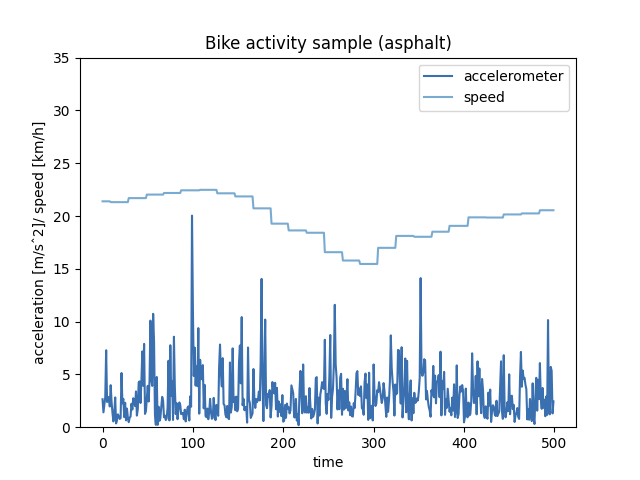 Bike activity sample (asphalt)
accelerometer
speed
acceleration [m/s^2]/ speed [km/h]
35
30
25
20
15
10
5
0
0 100 200 300 400 500
time